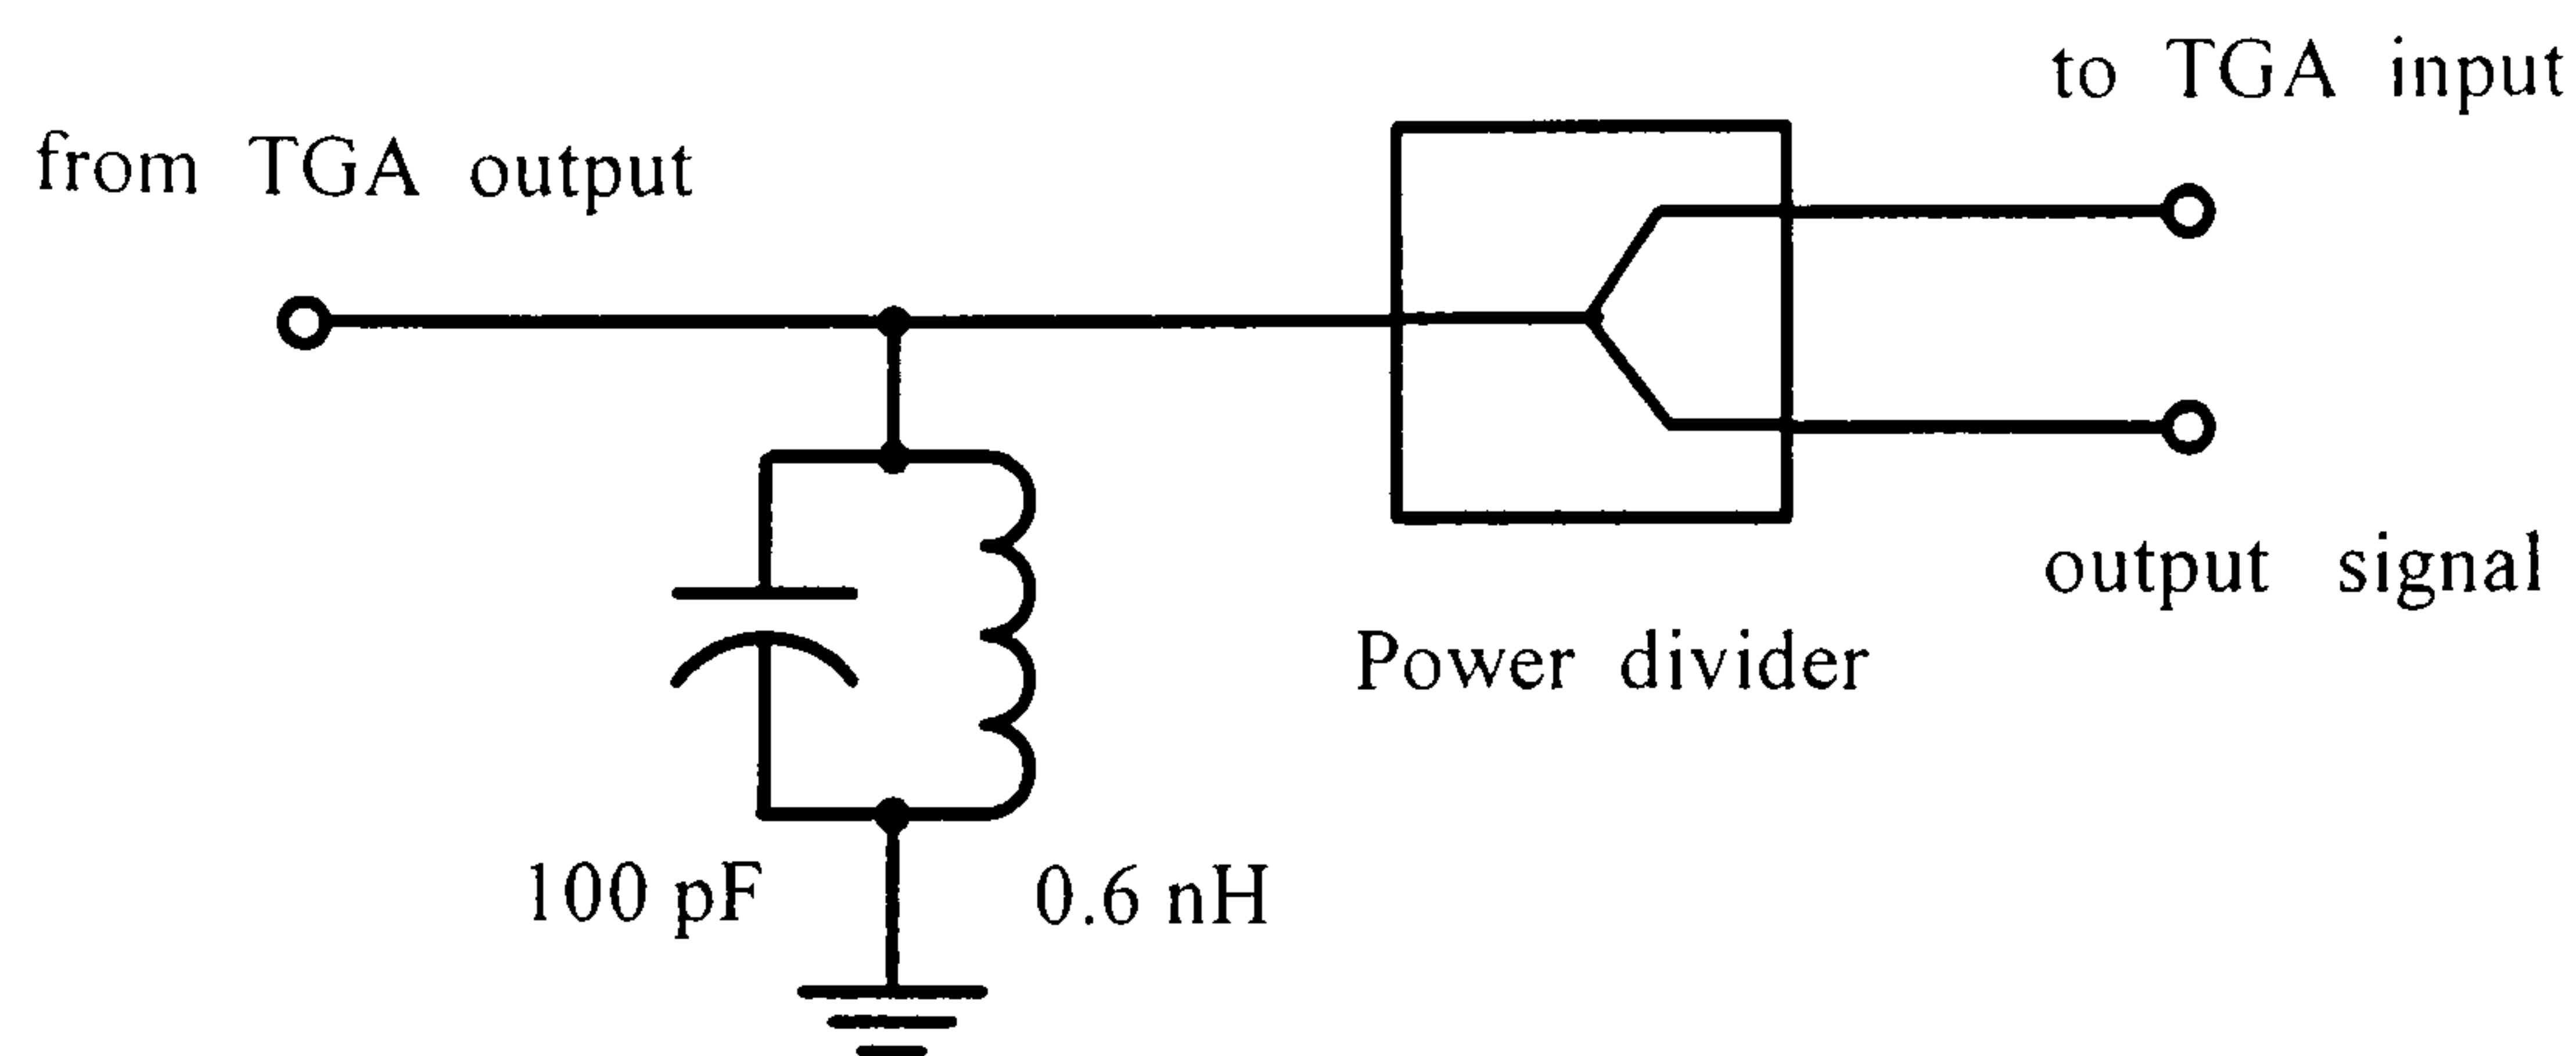 to TGA input
from TGA output
output signal
Power divider
100 pF
0.6 nH